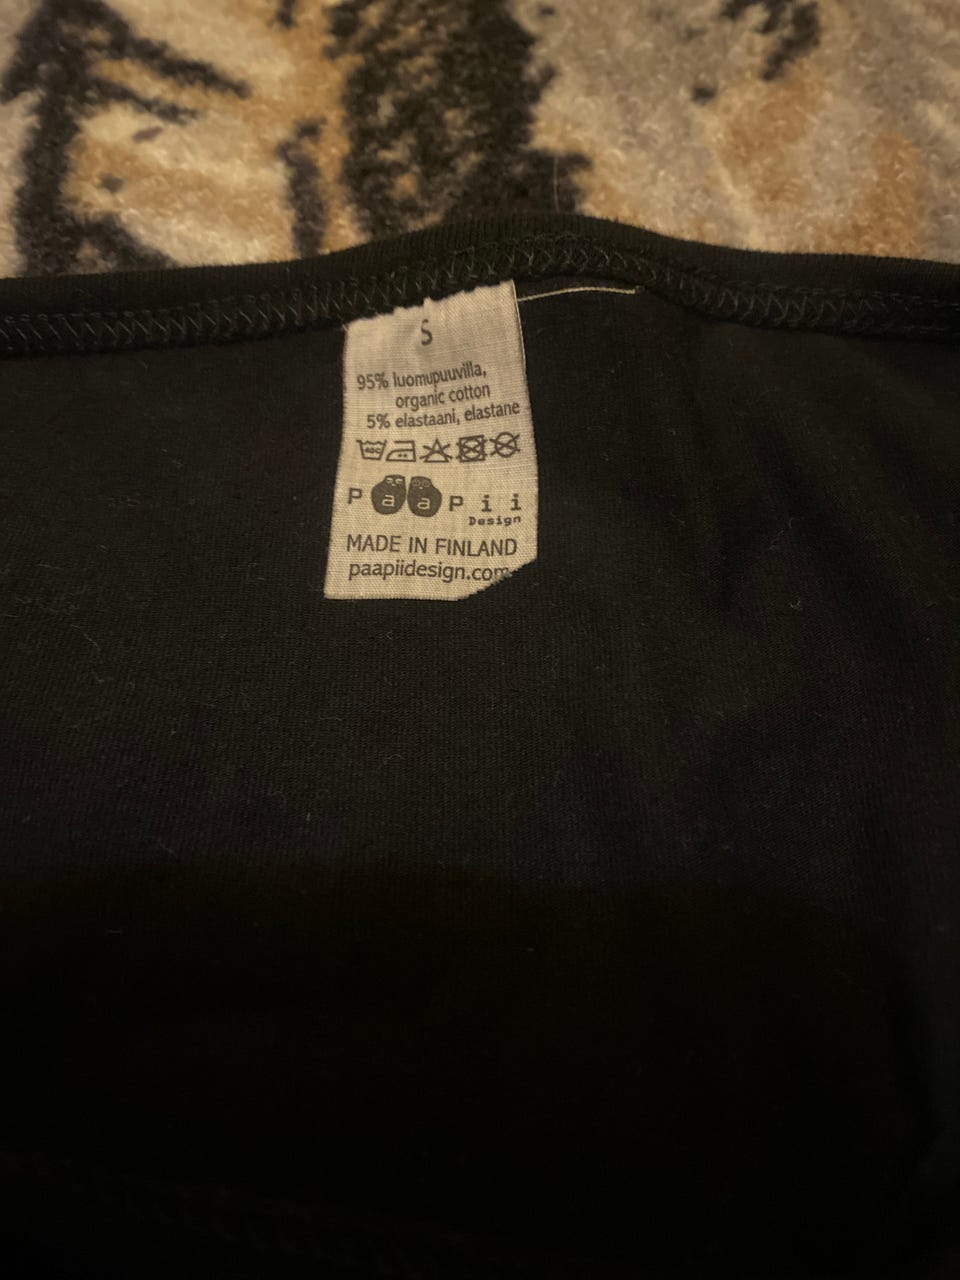 S
95% luomupuuvilla,
organic cotton
5% elastaani, elastane
PaaPii
Design
MADE IN FINLAND
paapiidesign.com